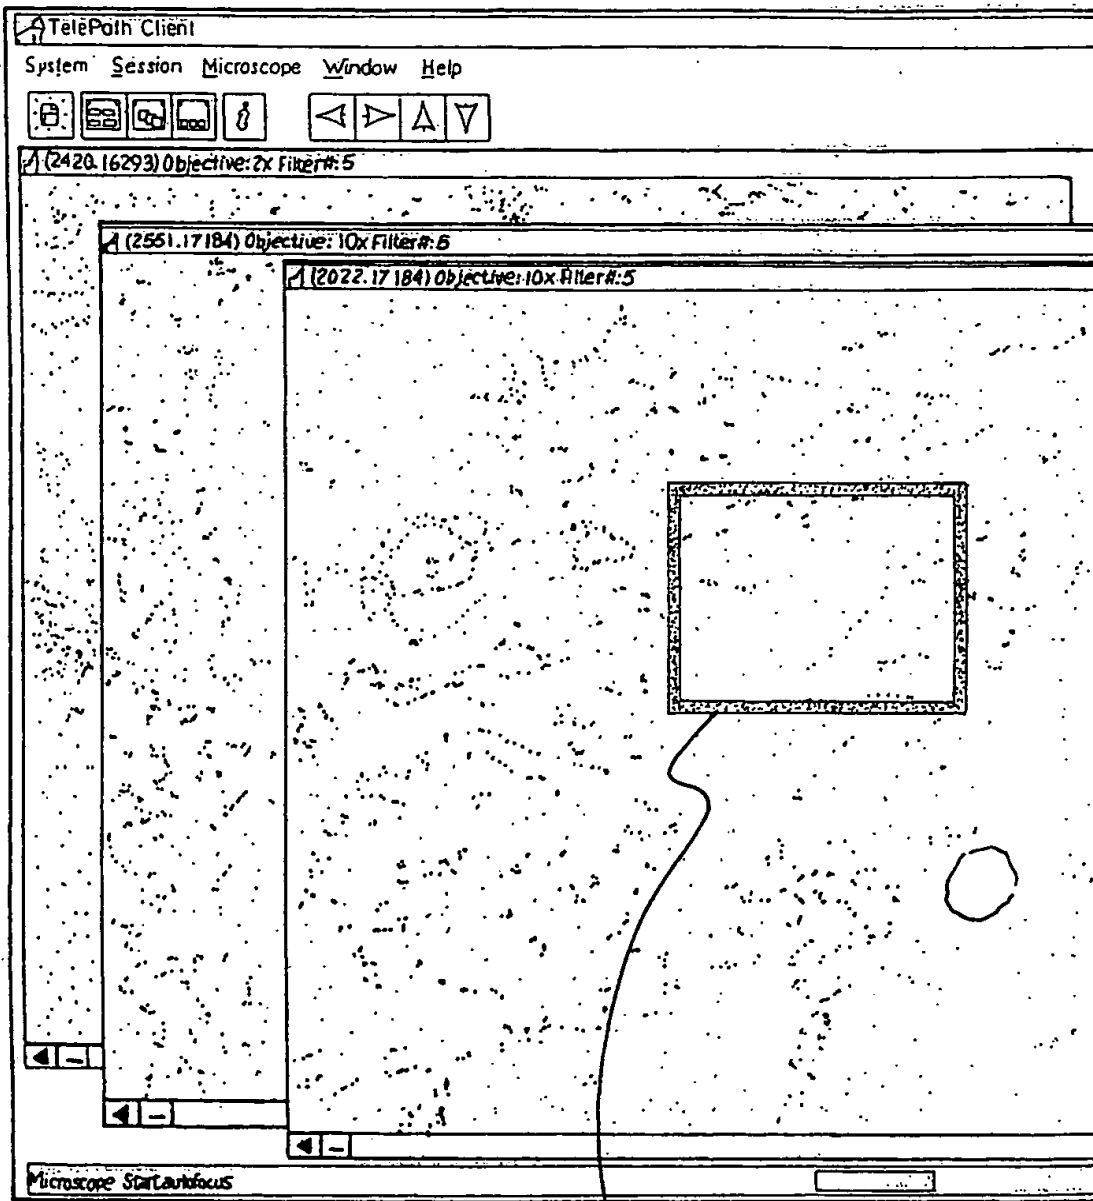 TelePath Client
System Session Microscope Window Help
(2420.16293) Objective: 2x Filter#: 5
(2551.17184) Objective: 10x Filter#: 6
(2022.17184) Objective: 10x Filter#: 5
Microscope Start autofocus